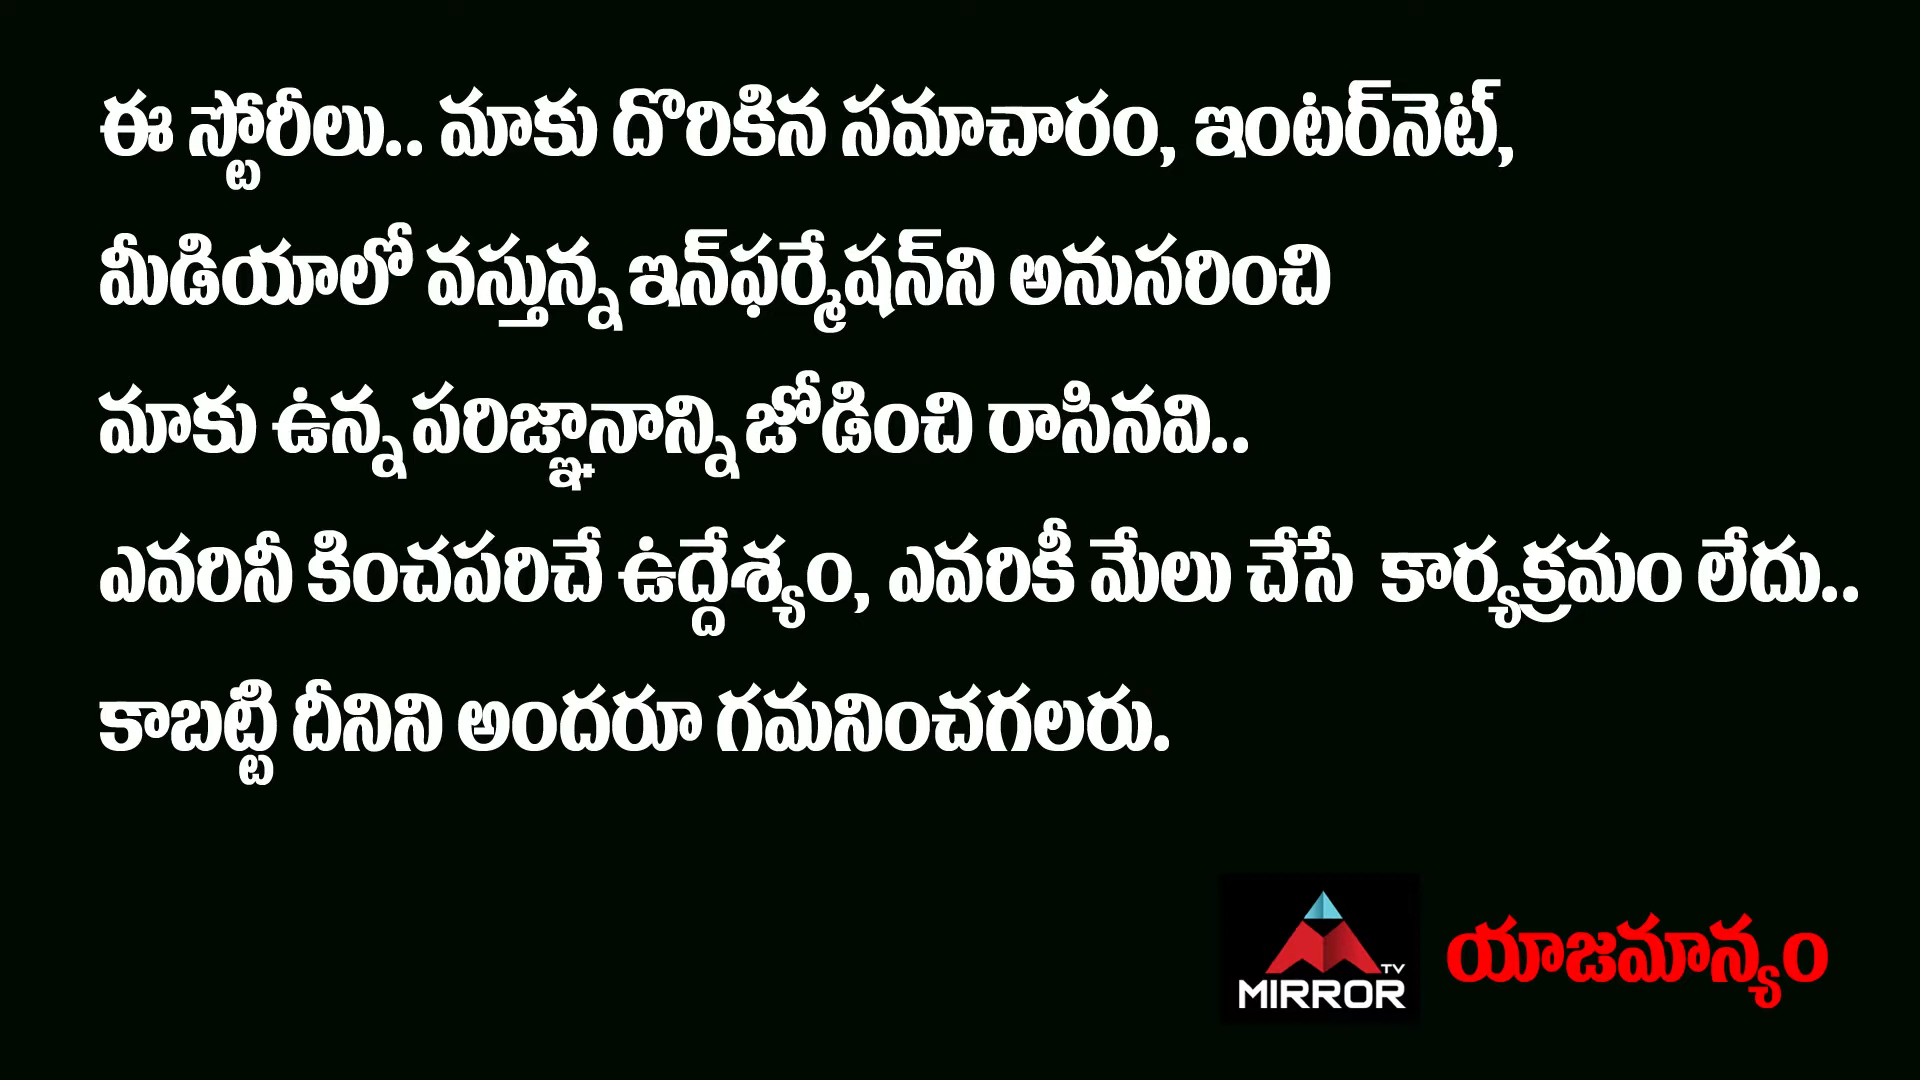 ఈ స్టోరీలు.. మాకు దొరికిన సమాచారం, ఇంటర్‌నెట్,
మీడియాలో వస్తున్న ఇన్‌ఫర్మేషన్‌ని అనుసరించి
మాకు ఉన్న పరిజ్ఞానాన్ని జోడించి రాసినవి..
ఎవరినీ కించపరిచే ఉద్దేశ్యం, ఎవరికీ మేలు చేసే కార్యక్రమం లేదు..
కాబట్టి దీనిని అందరూ గమనించగలరు.
TV
MIRROR
యాజమాన్యం